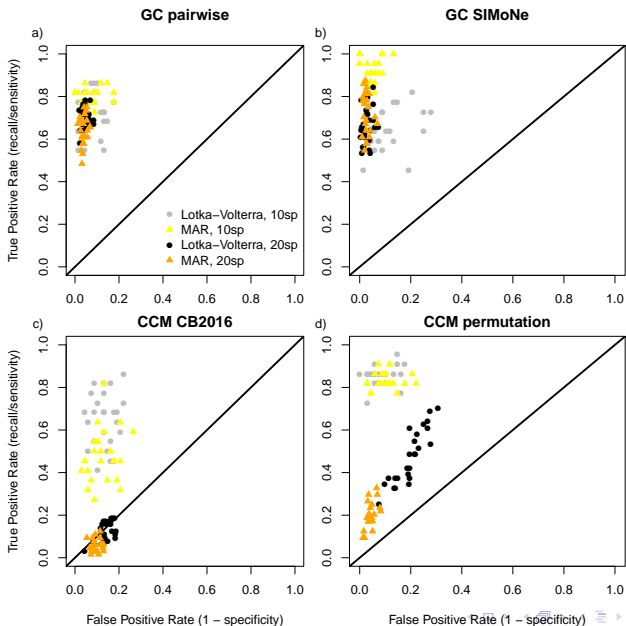 GC pairwise
GC SIMoNe
a)
b)
True Positive Rate (recall/sensitivity)
0.0 0.2 0.4 0.6 0.8 1.0
0.0 0.2 0.4 0.6 0.8 1.0
Lotka−Volterra, 10sp
MAR, 10sp
Lotka−Volterra, 20sp
MAR, 20sp
0.0 0.2 0.4 0.6 0.8 1.0
0.0 0.2 0.4 0.6 0.8 1.0
CCM CB2016
CCM permutation
c)
d)
True Positive Rate (recall/sensitivity)
0.0 0.2 0.4 0.6 0.8 1.0
0.0 0.2 0.4 0.6 0.8 1.0
0.0 0.2 0.4 0.6 0.8 1.0
0.0 0.2 0.4 0.6 0.8 1.0
False Positive Rate (1 − specificity)
False Positive Rate (1 − specificity)